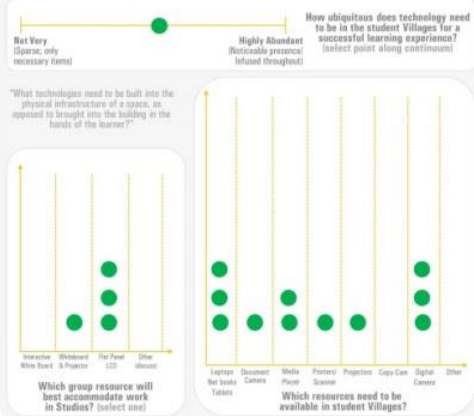 How ubiquitous does technology need
to be in the student Villages for a
successful learning experience?
(select point along continuum)
Not Very
(Sparse; only
necessary items)
Highly Abundant
(Noticeable presence)
Infused throughout)
"What technologies need to be built into the
physical infrastructure of a space, as
opposed to brought into the building in the
hands of the learner?"
Interactive
White Board
Whiteboard
& Projector
Flat Panel
LCD
Other
Which group resource will
best accommodate work
in Studios? (select one)
Laptops
Net books
Tablets
Document
Camera
Media
Player
Printers/
Scanner
Projectors
Copy-Cam
Digital
Camera
Other
Which resources need to be
available in student Villages?